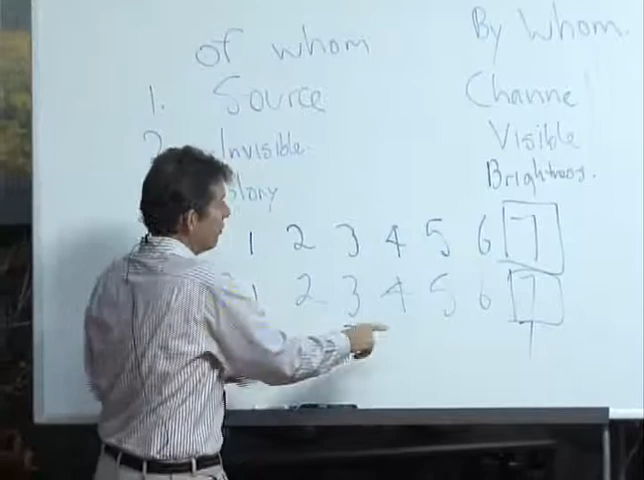 of whom By Whom.
1. Source Channel
2 Invisible. Visible
Brightness.
1 2 3 4 5 6 7
1 2 3 4 5 6 7